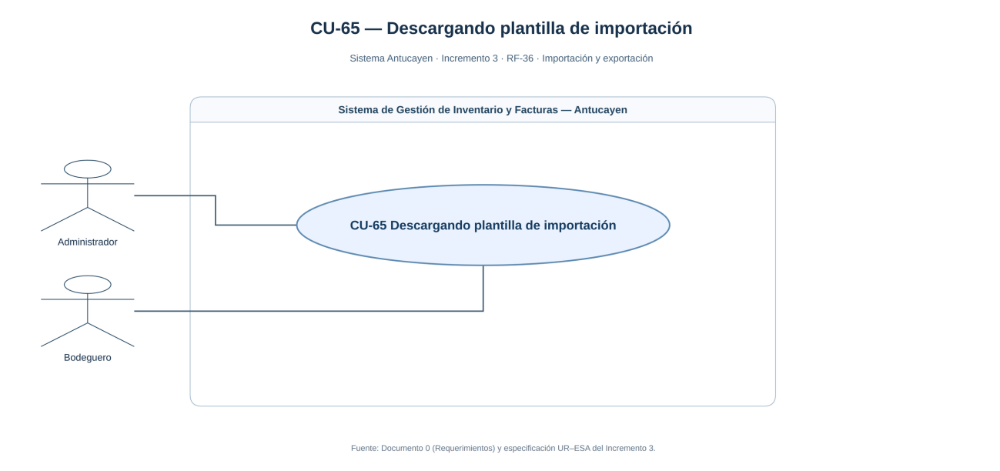 CU-65 — Descargando plantilla de importación
Sistema Antucayen · Incremento 3 · RF-36 · Importación y exportación
Sistema de Gestión de Inventario y Facturas — Antucayen
CU-65 Descargando plantilla de importación
Administrador
Bodeguero
Fuente: Documento 0 (Requerimientos) y especificación UR–ESA del Incremento 3.